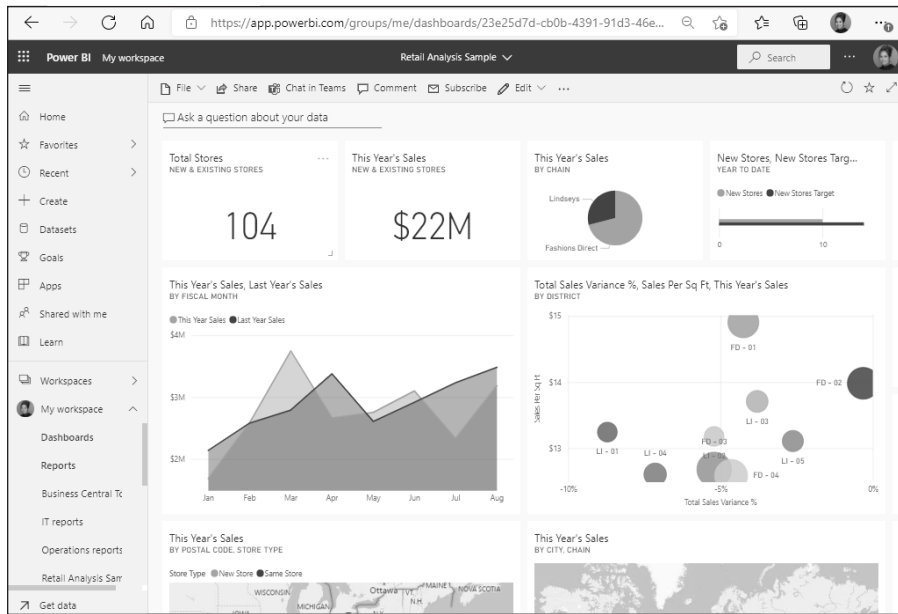 https://app.powerbi.com/groups/me/dashboards/23e25d7d-cb0b-4391-91d3-46e...
Power BI My workspace
Retail Analysis Sample
Search
File Share Chat in Teams Comment Subscribe Edit ...
Home
Favorites
Recent
Create
Datasets
Goals
Apps
Shared with me
Learn
Workspaces
My workspace
Dashboards
Reports
Business Central Tc
IT reports
Operations reports
Retail Analysis Sam
Get data
Ask a question about your data
Total Stores
NEW & EXISTING STORES
104
This Year's Sales
NEW & EXISTING STORES
$22M
This Year's Sales
BY CHAIN
Lindseys
Fashions Direct
New Stores, New Stores Targ...
YEAR TO DATE
New Stores New Stores Target
0 10
This Year's Sales, Last Year's Sales
BY FISCAL MONTH
This Year Sales Last Year Sales
$4M
$3M
$2M
Jan Feb Mar Apr May Jun Jul Aug
Total Sales Variance %, Sales Per Sq Ft, This Year's Sales
BY DISTRICT
Sales Per Sq Ft
$15
FD - 01
$14
FD - 02
LI - 03
$13
LI - 01
FD - 03
LI - 05
LI - 04
LI - 02
FD - 04
-10% -5% 0%
Total Sales Variance %
This Year's Sales
BY POSTAL CODE, STORE TYPE
Store Type New Store Same Store
WISCONSIN
MICHIGAN
IOWA
Ottawa
VT.
N.H.
MAINE
NOVA SCOTIA
This Year's Sales
BY CITY, CHAIN